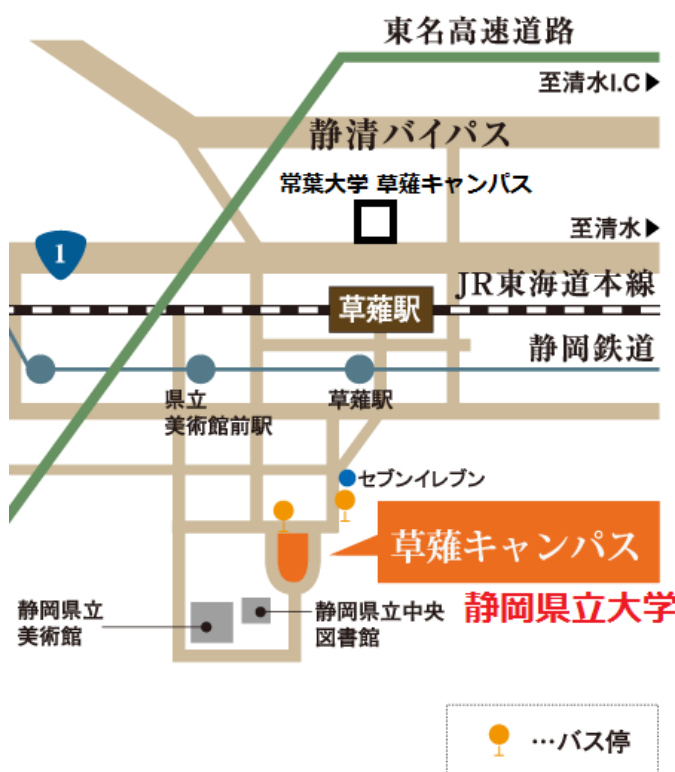 東名高速道路
至清水I.C▶
静清バイパス
常葉大学 草薙キャンパス
至清水▶
1
JR東海道本線
草薙駅
静岡鉄道
県立
美術館前駅
草薙駅
セブンイレブン
草薙キャンパス
静岡県立大学
静岡県立
美術館
静岡県立中央
図書館
…バス停